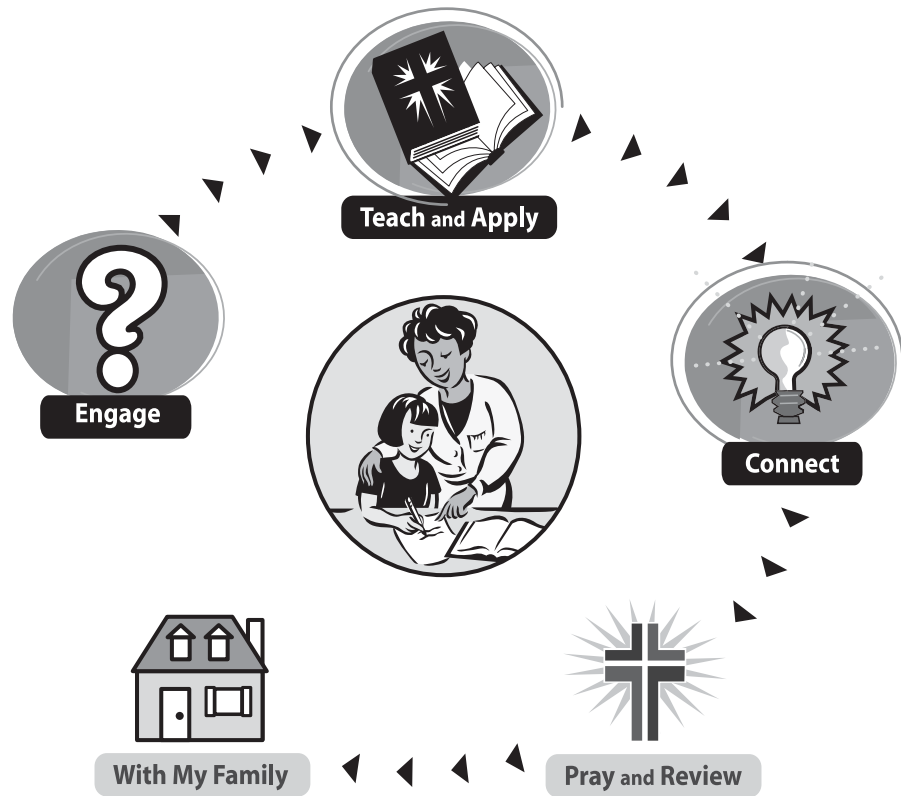 Teach and Apply
Engage
Connect
With My Family
Pray and Review